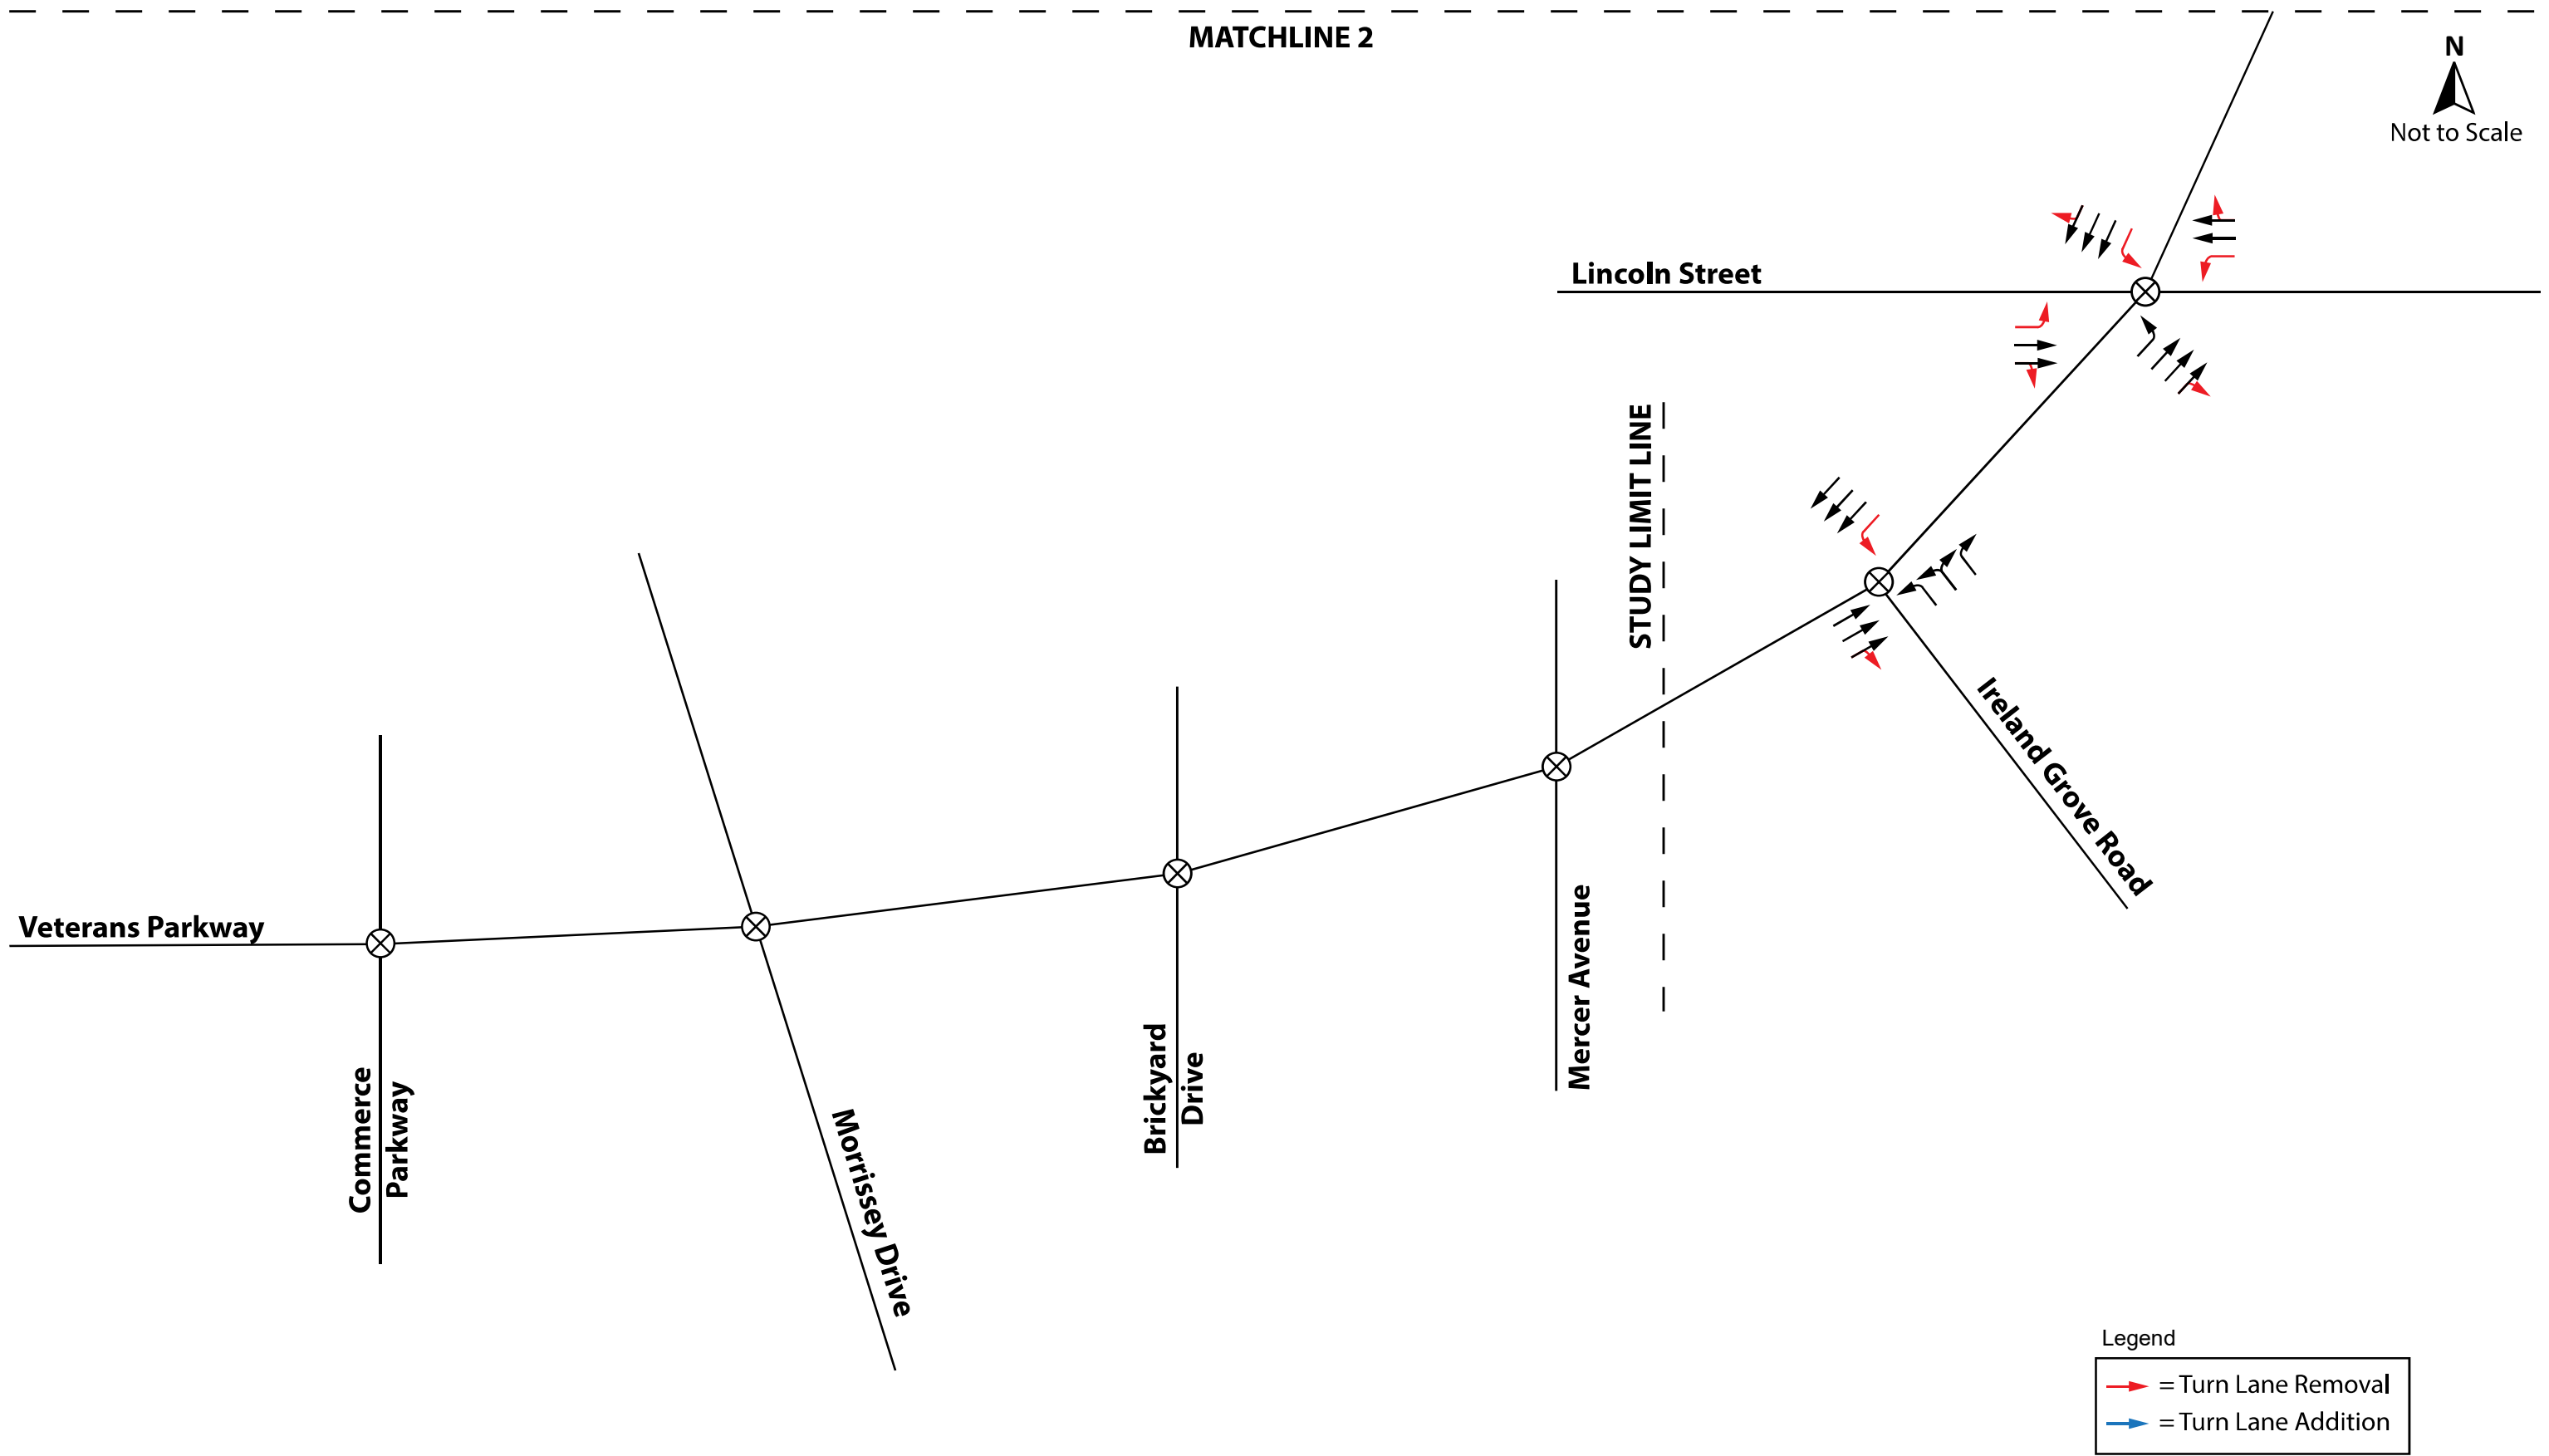 MATCHLINE 2
N
Not to Scale
Lincoln Street
STUDY LIMIT LINE
Ireland Grove Road
Veterans Parkway
Mercer Avenue
Brickyard
Drive
Commerce
Parkway
Morrissey Drive
Legend
= Turn Lane Removal
= Turn Lane Addition